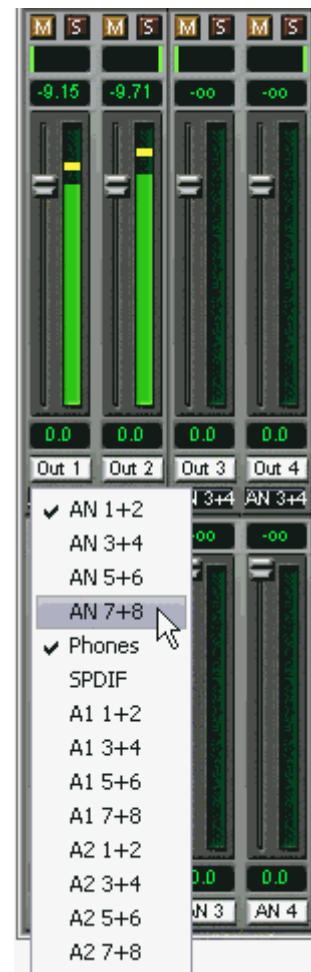 M S M S M S M S
-9.15 -9.71 -oo -oo
0.0 0.0 0.0 0.0
Out 1 Out 2 Out 3 Out 4
N 3+4 AN 3+4
✔ AN 1+2
AN 3+4
-oo -oo
AN 5+6
AN 7+8
✔ Phones
SPDIF
A1 1+2
A1 3+4
A1 5+6
A1 7+8
A2 1+2
A2 3+4 0.0 0.0
A2 5+6 N 3 AN 4
A2 7+8